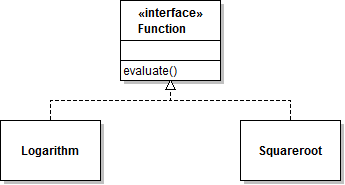 «interface»
Function
evaluate()
Logarithm
Squareroot